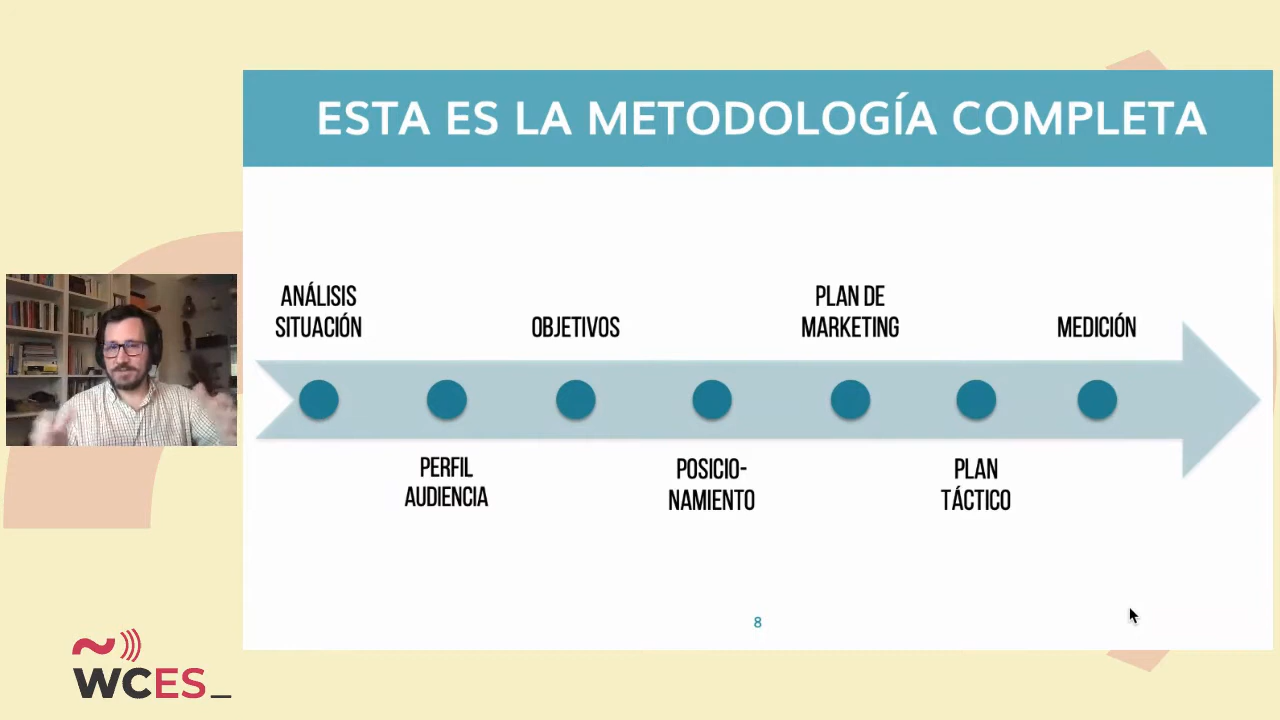 ESTA ES LA METODOLOGÍA COMPLETA
ANÁLISIS
SITUACIÓN
PERFIL
AUDIENCIA
OBJETIVOS
POSICIO-
NAMIENTO
PLAN DE
MARKETING
PLAN
TÁCTICO
MEDICIÓN
8
WCES_